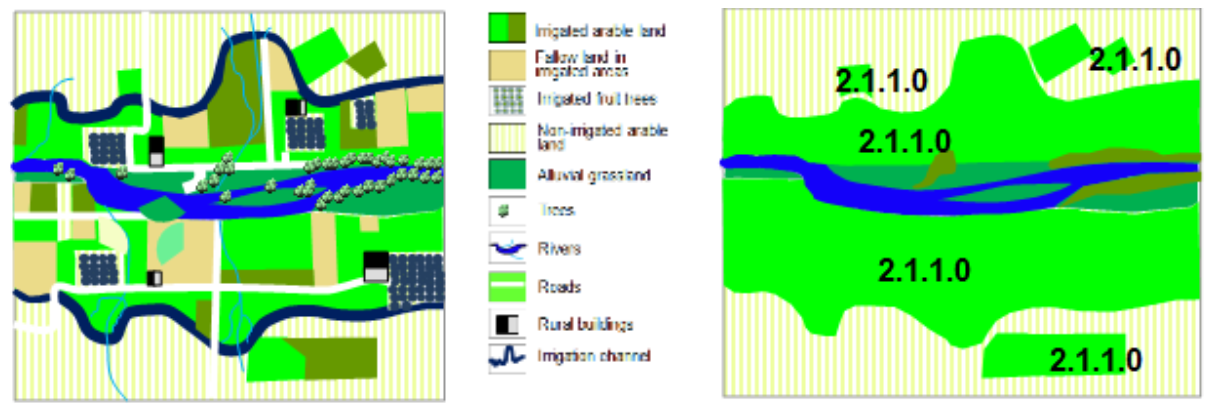 Irrigated arable land
Fallow land in
irrigated areas
Irrigated fruit trees
Non-irrigated arable
land
Alluvial grassland
Trees
Rivers
Roads
Rural buildings
Irrigation channel
2.1.1.0
2.1.1.0
2.1.1.0
2.1.1.0
2.1.1.0